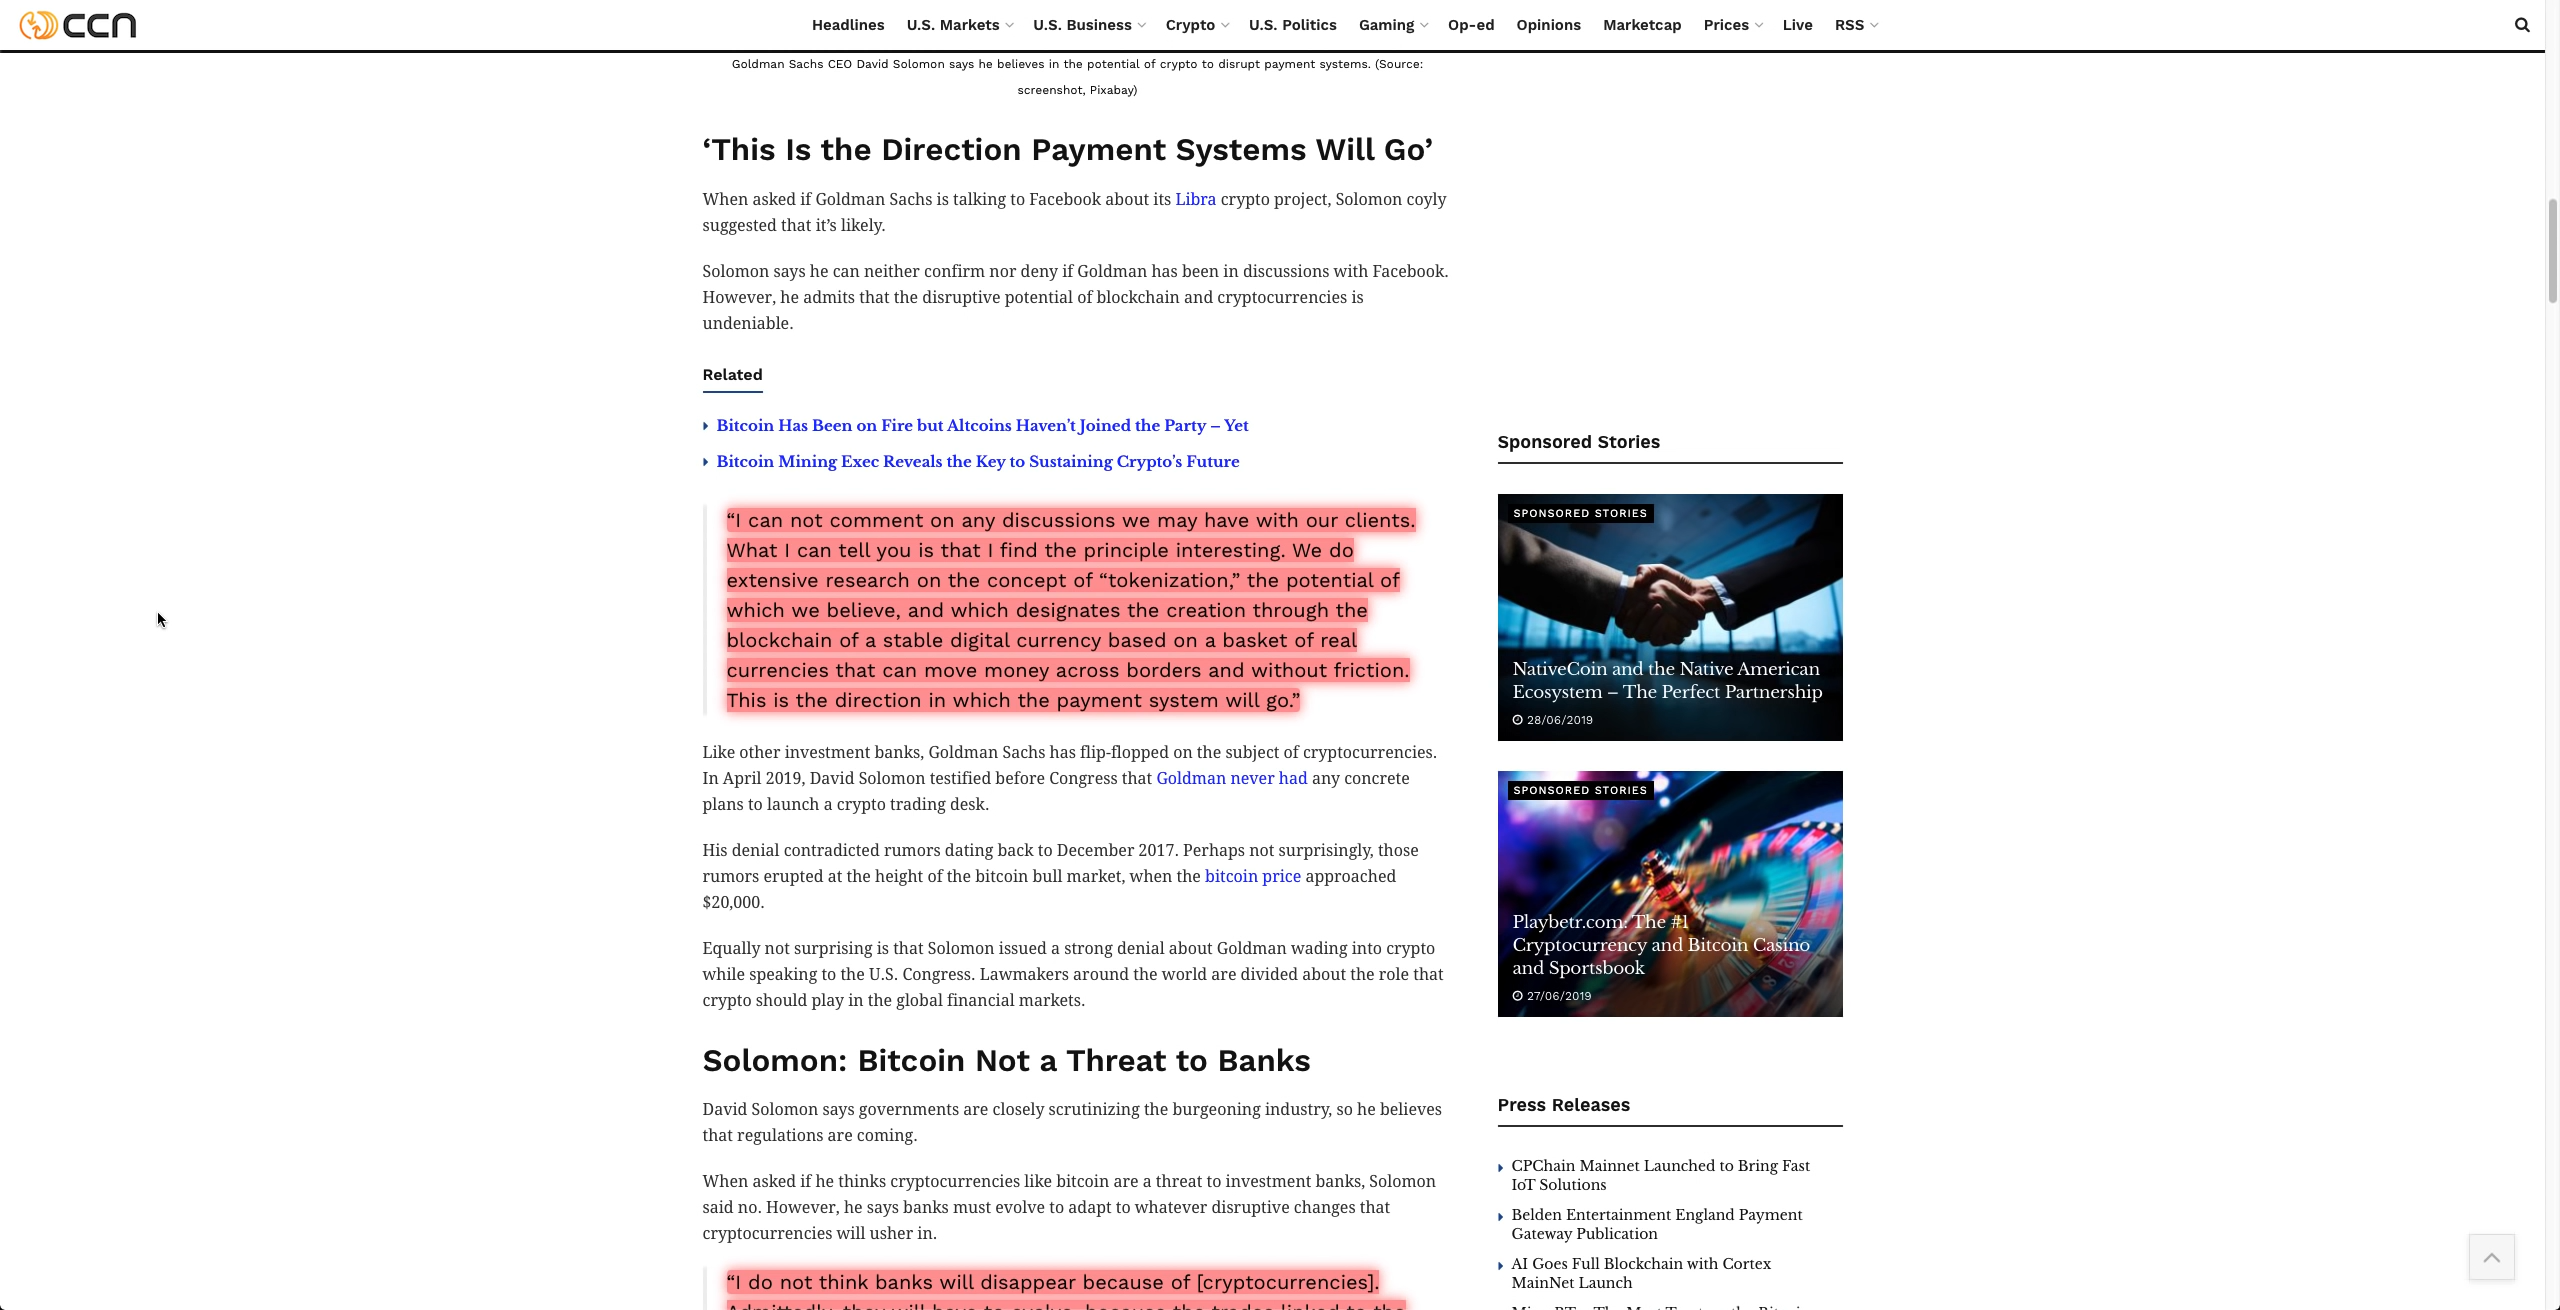 CCN
Headlines U.S. Markets U.S. Business Crypto U.S. Politics Gaming Op-ed Opinions Marketcap Prices Live RSS
Goldman Sachs CEO David Solomon says he believes in the potential of crypto to disrupt payment systems. (Source:
screenshot, Pixabay)
‘This Is the Direction Payment Systems Will Go’
When asked if Goldman Sachs is talking to Facebook about its Libra crypto project, Solomon coyly
suggested that it’s likely.
Solomon says he can neither confirm nor deny if Goldman has been in discussions with Facebook.
However, he admits that the disruptive potential of blockchain and cryptocurrencies is
undeniable.
Related
Bitcoin Has Been on Fire but Altcoins Haven’t Joined the Party – Yet
Bitcoin Mining Exec Reveals the Key to Sustaining Crypto’s Future
“I can not comment on any discussions we may have with our clients.
What I can tell you is that I find the principle interesting. We do
extensive research on the concept of “tokenization,” the potential of
which we believe, and which designates the creation through the
blockchain of a stable digital currency based on a basket of real
currencies that can move money across borders and without friction.
This is the direction in which the payment system will go.”
Like other investment banks, Goldman Sachs has flip-flopped on the subject of cryptocurrencies.
In April 2019, David Solomon testified before Congress that Goldman never had any concrete
plans to launch a crypto trading desk.
His denial contradicted rumors dating back to December 2017. Perhaps not surprisingly, those
rumors erupted at the height of the bitcoin bull market, when the bitcoin price approached
$20,000.
Equally not surprising is that Solomon issued a strong denial about Goldman wading into crypto
while speaking to the U.S. Congress. Lawmakers around the world are divided about the role that
crypto should play in the global financial markets.
Solomon: Bitcoin Not a Threat to Banks
David Solomon says governments are closely scrutinizing the burgeoning industry, so he believes
that regulations are coming.
When asked if he thinks cryptocurrencies like bitcoin are a threat to investment banks, Solomon
said no. However, he says banks must evolve to adapt to whatever disruptive changes that
cryptocurrencies will usher in.
“I do not think banks will disappear because of [cryptocurrencies].
Admittedly, they will have to evolve, because the trades linked to the
Sponsored Stories
SPONSORED STORIES
NativeCoin and the Native American
Ecosystem – The Perfect Partnership
28/06/2019
SPONSORED STORIES
Playbetr.com: The #1
Cryptocurrency and Bitcoin Casino
and Sportsbook
27/06/2019
Press Releases
CPChain Mainnet Launched to Bring Fast
IoT Solutions
Belden Entertainment England Payment
Gateway Publication
AI Goes Full Blockchain with Cortex
MainNet Launch